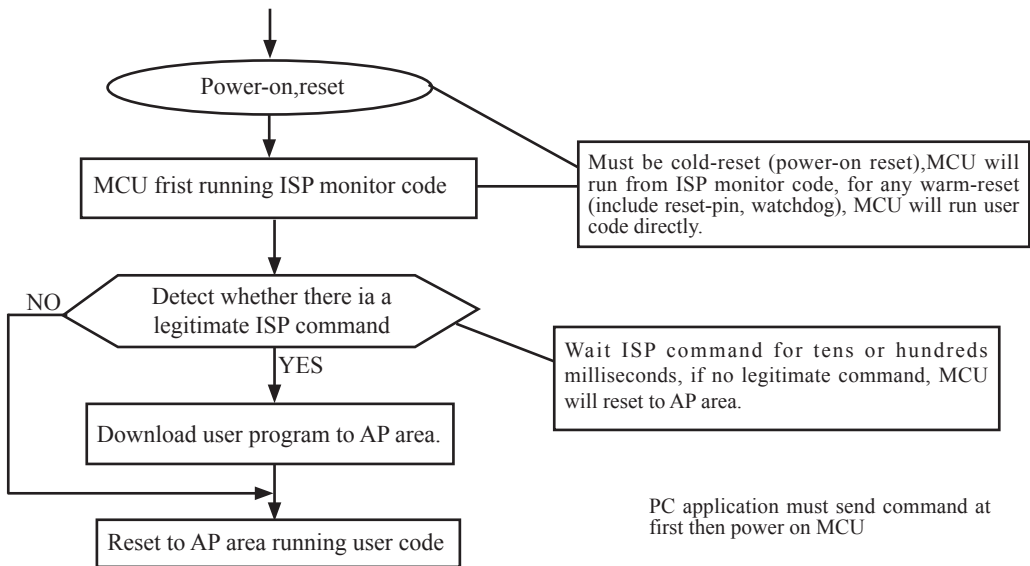 Power-on,reset
MCU frist running ISP monitor code
Must be cold-reset (power-on reset),MCU will
run from ISP monitor code, for any warm-reset
(include reset-pin, watchdog), MCU will run user
code directly.
NO
Detect whether there ia a
legitimate ISP command
YES
Wait ISP command for tens or hundreds
milliseconds, if no legitimate command, MCU
will reset to AP area.
Download user program to AP area.
PC application must send command at
first then power on MCU
Reset to AP area running user code